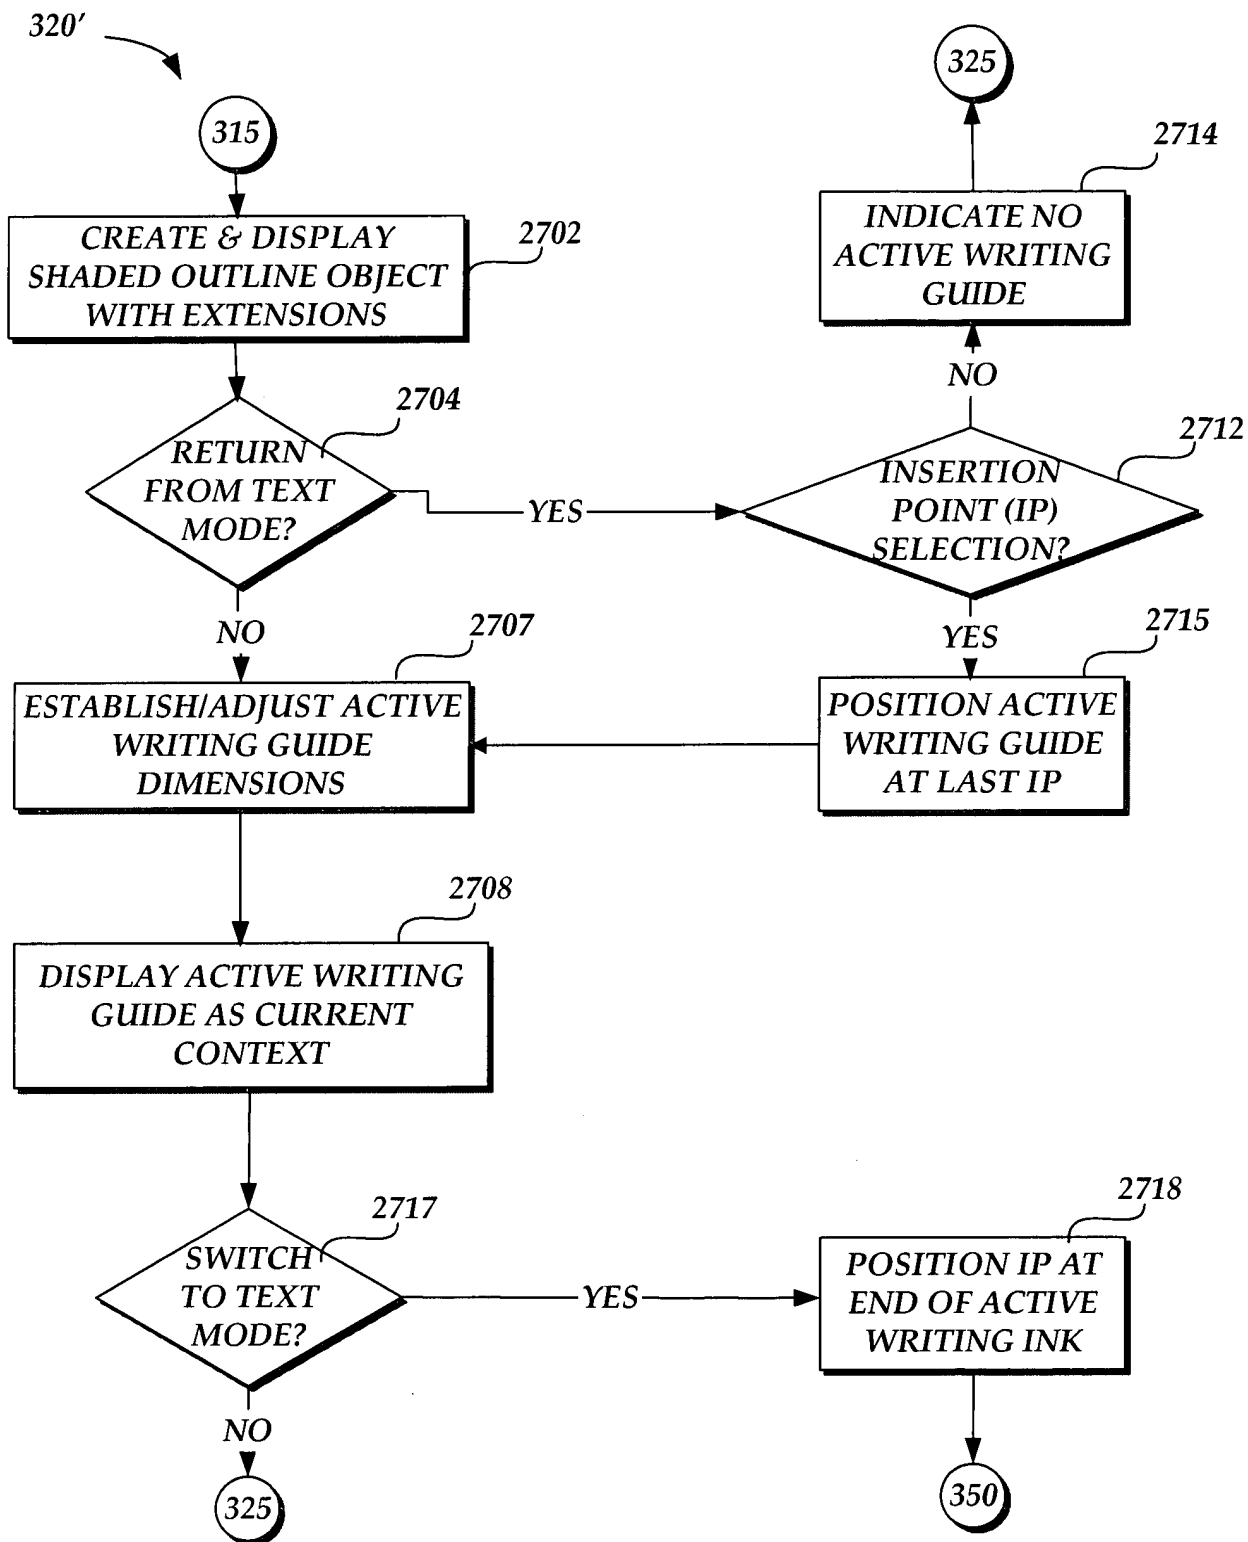 320'
315
325
2714
INDICATE NO
ACTIVE WRITING
GUIDE
2702
CREATE & DISPLAY
SHADED OUTLINE OBJECT
WITH EXTENSIONS
NO
2704
RETURN
FROM TEXT
MODE?
YES
2712
INSERTION
POINT (IP)
SELECTION?
NO
YES
2707
ESTABLISH/ADJUST ACTIVE
WRITING GUIDE
DIMENSIONS
2715
POSITION ACTIVE
WRITING GUIDE
AT LAST IP
2708
DISPLAY ACTIVE WRITING
GUIDE AS CURRENT
CONTEXT
2717
SWITCH
TO TEXT
MODE?
YES
2718
POSITION IP AT
END OF ACTIVE
WRITING INK
NO
325
350